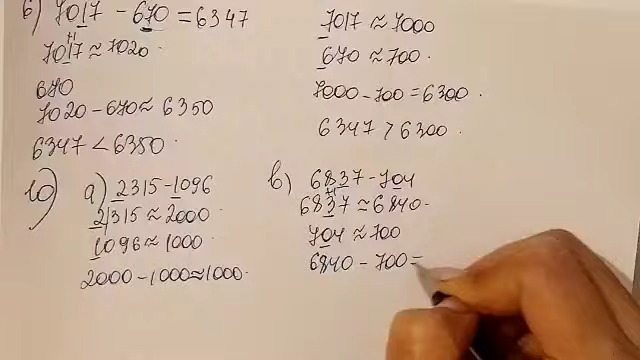 б) 7017 - 670 = 6347
7017 ≈ 7020.
670
7020 - 670 ≈ 6350
6347 < 6350.
7017 ≈ 7000
670 ≈ 700.
7000 - 700 = 6300.
6347 > 6300.
10) а) 2315 - 1096
2315 ≈ 2000
1096 ≈ 1000.
2000 - 1000 ≈ 1000.
в) 6837 - 704
6837 ≈ 6840.
704 ≈ 700
6840 - 700 =